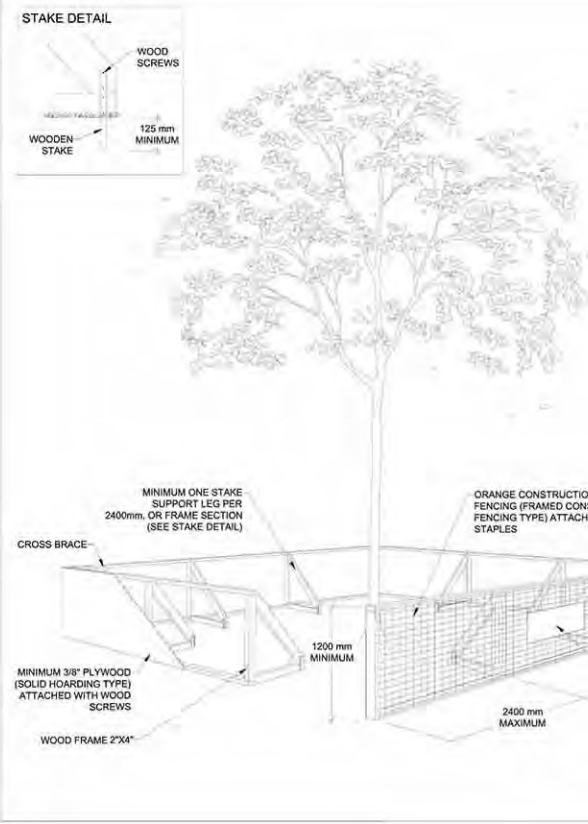 STAKE DETAIL
WOOD
SCREWS
WOODEN
STAKE
125 mm
MINIMUM
MINIMUM ONE STAKE
SUPPORT LEG PER
2400mm, OR FRAME SECTION
(SEE STAKE DETAIL)
CROSS BRACE
ORANGE CONSTRUCTIO
FENCING (FRAMED CONS
FENCING TYPE) ATTACH
STAPLES
1200 mm
MINIMUM
MINIMUM 3/8" PLYWOOD
(SOLID HOARDING TYPE)
ATTACHED WITH WOOD
SCREWS
WOOD FRAME 2"X4"
2400 mm
MAXIMUM